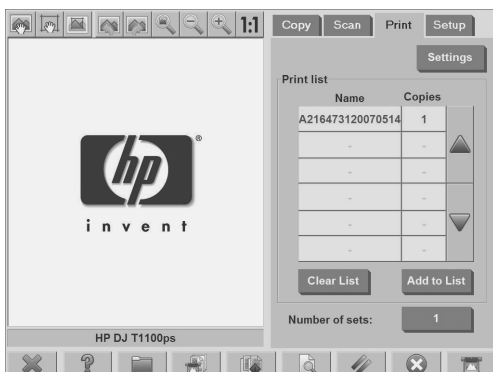 1:1
Copy Scan Print Setup
Settings
Print list
Name Copies
A216473120070514 1
- -
- -
- -
- -
- -
Clear List Add to List
Number of sets: 1
hp ®
invent
HP DJ T1100ps
?